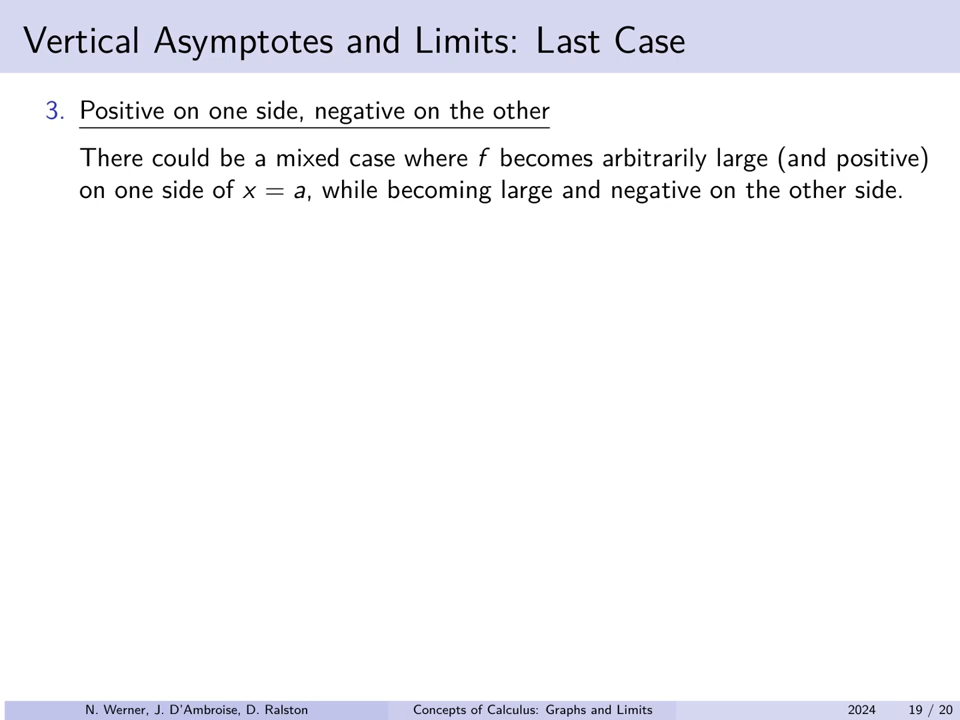 Vertical Asymptotes and Limits: Last Case
3. Positive on one side, negative on the other
There could be a mixed case where f becomes arbitrarily large (and positive)
on one side of x = a, while becoming large and negative on the other side.
N. Werner, J. D'Ambroise, D. Ralston Concepts of Calculus: Graphs and Limits 2024 19 / 20